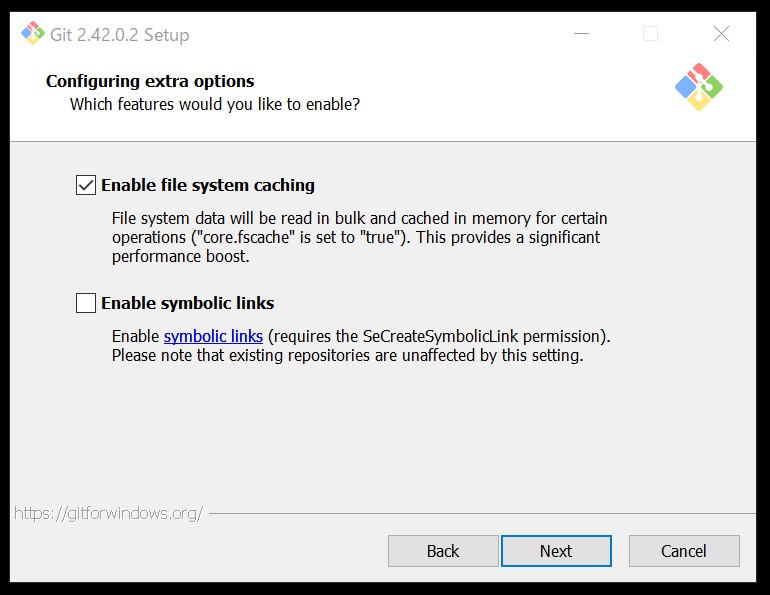 Git 2.42.0.2 Setup
Configuring extra options
Which features would you like to enable?
Enable file system caching
File system data will be read in bulk and cached in memory for certain
operations ("core.fscache" is set to "true"). This provides a significant
performance boost.
Enable symbolic links
Enable symbolic links (requires the SeCreateSymbolicLink permission).
Please note that existing repositories are unaffected by this setting.
https://gitforwindows.org/
Back Next Cancel